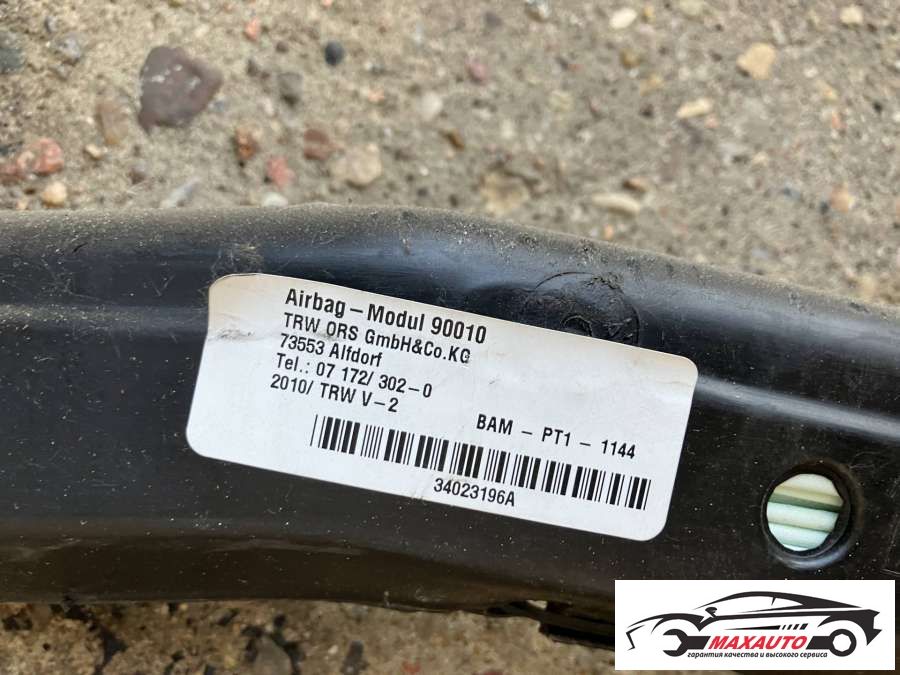 Airbag – Modul 90010
TRW ORS GmbH&Co.KG
73553 Alfdorf
Tel.: 07 172/ 302-0
2010/ TRW V-2
BAM - PT1 - 1144
34023196A
MAXAUTO
гарантия качества и высокого сервиса